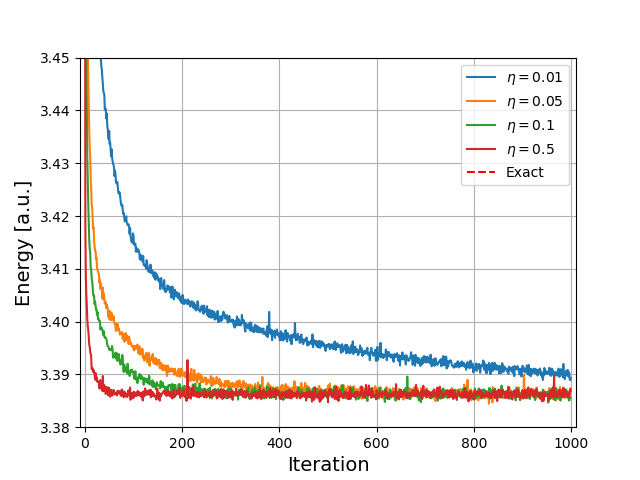 3.45
3.44
3.43
3.42
3.41
3.40
3.39
3.38
Energy [a.u.]
0
200
400
600
800
1000
Iteration
η = 0.01
η = 0.05
η = 0.1
η = 0.5
Exact